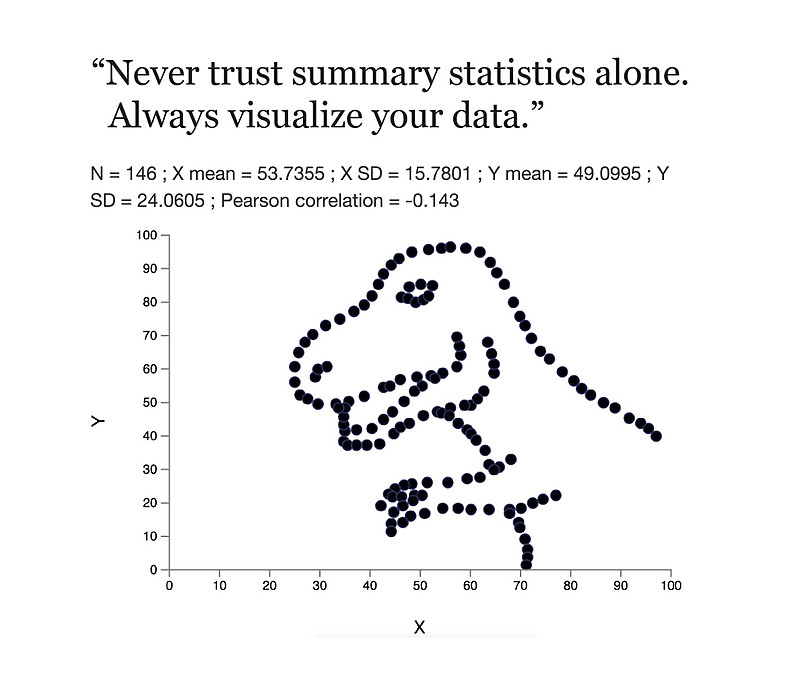 “Never trust summary statistics alone.
Always visualize your data.”
N = 146 ; X mean = 53.7355 ; X SD = 15.7801 ; Y mean = 49.0995 ; Y
SD = 24.0605 ; Pearson correlation = -0.143
100
90
80
70
60
50
40
30
20
10
0
Y
0 10 20 30 40 50 60 70 80 90 100
X